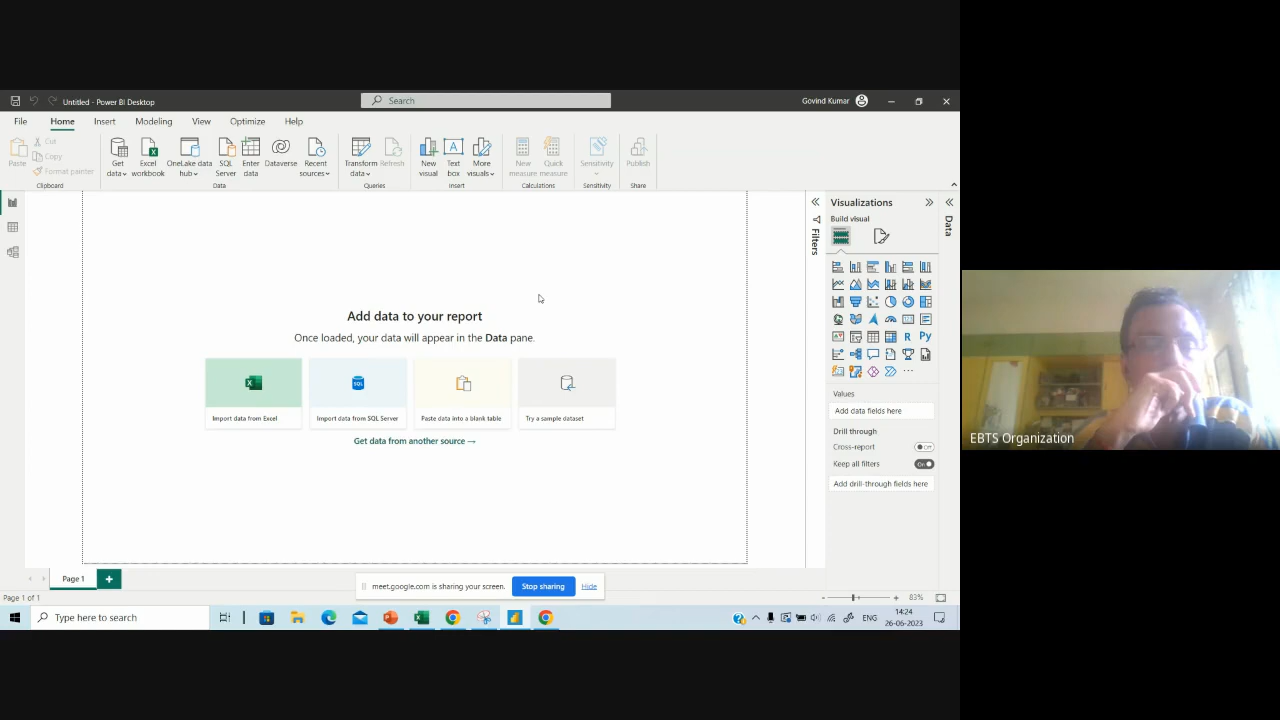 Untitled - Power BI Desktop
Search
Govind Kumar
File Home Insert Modeling View Optimize Help
Paste
Cut
Copy
Format painter
Clipboard
Get data
Excel workbook
OneLake data hub
SQL Server
Enter data
Dataverse
Recent sources
Data
Transform data
Refresh
Queries
New visual
Text box
More visuals
Insert
New measure
Quick measure
Calculations
Sensitivity
Sensitivity
Publish
Share
Filters
Visualizations
Build visual
Data
R Py
Values
Add data fields here
Drill through
Cross-report
Off
Keep all filters
On
Add drill-through fields here
Add data to your report
Once loaded, your data will appear in the Data pane.
Import data from Excel
Import data from SQL Server
Paste data into a blank table
Try a sample dataset
SQL
Get data from another source →
Page 1
meet.google.com is sharing your screen.
Stop sharing
Hide
Page 1 of 1
83%
Type here to search
ENG
14:24
26-06-2023
EBTS Organization